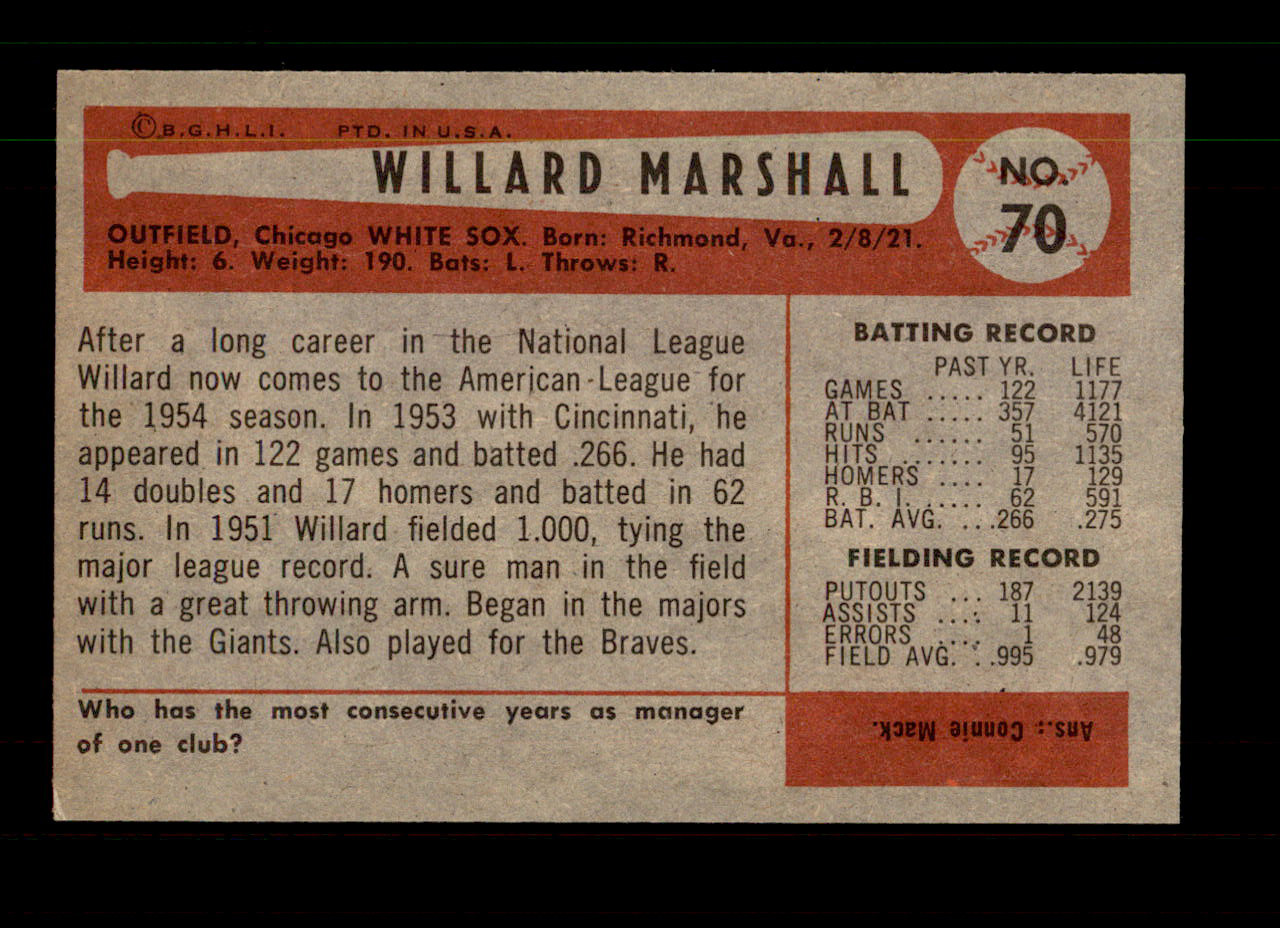 ©B.G.H.L.I. PTD. IN U.S.A.
WILLARD MARSHALL
NO.
70
OUTFIELD, Chicago WHITE SOX. Born: Richmond, Va., 2/8/21.
Height: 6. Weight: 190. Bats: L. Throws: R.
After a long career in the National League
Willard now comes to the American League for
the 1954 season. In 1953 with Cincinnati, he
appeared in 122 games and batted .266. He had
14 doubles and 17 homers and batted in 62
runs. In 1951 Willard fielded 1.000, tying the
major league record. A sure man in the field
with a great throwing arm. Began in the majors
with the Giants. Also played for the Braves.
BATTING RECORD
PAST YR. LIFE
GAMES ..... 122 1177
AT BAT ..... 357 4121
RUNS ...... 51 570
HITS ....... 95 1135
HOMERS .... 17 129
R. B. I. ..... 62 591
BAT. AVG. ...266 .275
FIELDING RECORD
PUTOUTS ... 187 2139
ASSISTS .... 11 124
ERRORS .... 1 48
FIELD AVG. . .995 .979
Who has the most consecutive years as manager
of one club?
Ans.: Connie Mack.